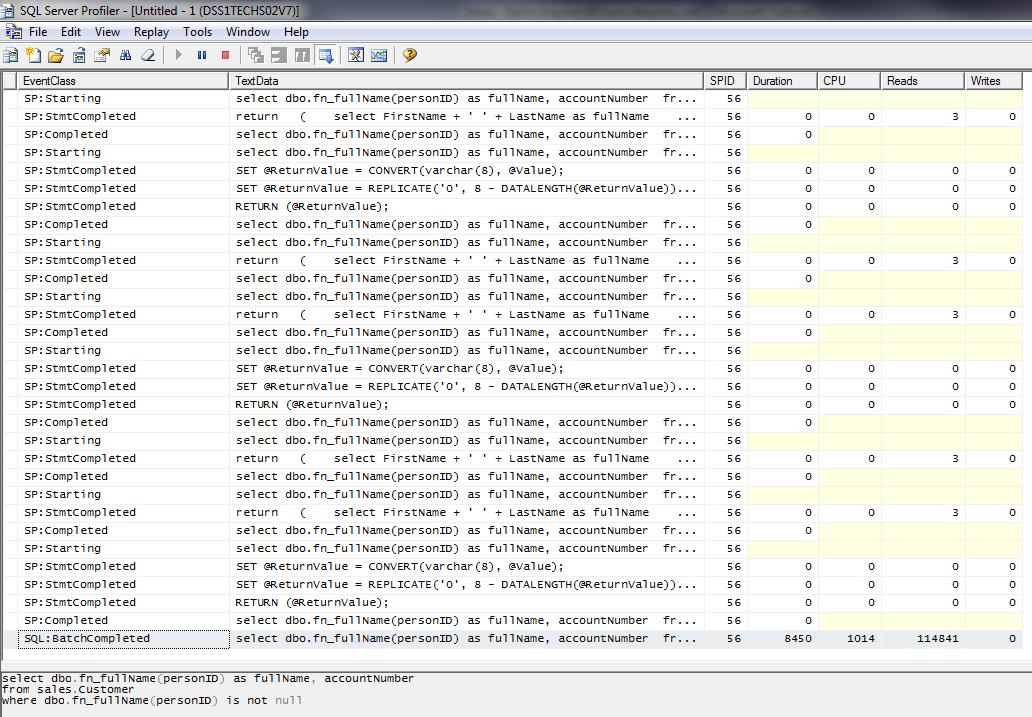 SQL Server Profiler - [Untitled - 1 (DSS1TECHS02V7)]
File Edit View Replay Tools Window Help
EventClass TextData SPID Duration CPU Reads Writes
SP:Starting select dbo.fn_fullName(personID) as fullName, accountNumber fr... 56
SP:StmtCompleted return ( select FirstName + ' ' + LastName as fullName ... 56 0 0 3 0
SP:Completed select dbo.fn_fullName(personID) as fullName, accountNumber fr... 56 0
SP:Starting select dbo.fn_fullName(personID) as fullName, accountNumber fr... 56
SP:StmtCompleted SET @ReturnValue = CONVERT(varchar(8), @Value); 56 0 0 0 0
SP:StmtCompleted SET @ReturnValue = REPLICATE('0', 8 - DATALENGTH(@ReturnValue))... 56 0 0 0 0
SP:StmtCompleted RETURN (@ReturnValue); 56 0 0 0 0
SP:Completed select dbo.fn_fullName(personID) as fullName, accountNumber fr... 56 0
SP:Starting select dbo.fn_fullName(personID) as fullName, accountNumber fr... 56
SP:StmtCompleted return ( select FirstName + ' ' + LastName as fullName ... 56 0 0 3 0
SP:Completed select dbo.fn_fullName(personID) as fullName, accountNumber fr... 56 0
SP:Starting select dbo.fn_fullName(personID) as fullName, accountNumber fr... 56
SP:StmtCompleted return ( select FirstName + ' ' + LastName as fullName ... 56 0 0 3 0
SP:Completed select dbo.fn_fullName(personID) as fullName, accountNumber fr... 56 0
SP:Starting select dbo.fn_fullName(personID) as fullName, accountNumber fr... 56
SP:StmtCompleted SET @ReturnValue = CONVERT(varchar(8), @Value); 56 0 0 0 0
SP:StmtCompleted SET @ReturnValue = REPLICATE('0', 8 - DATALENGTH(@ReturnValue))... 56 0 0 0 0
SP:StmtCompleted RETURN (@ReturnValue); 56 0 0 0 0
SP:Completed select dbo.fn_fullName(personID) as fullName, accountNumber fr... 56 0
SP:Starting select dbo.fn_fullName(personID) as fullName, accountNumber fr... 56
SP:StmtCompleted return ( select FirstName + ' ' + LastName as fullName ... 56 0 0 3 0
SP:Completed select dbo.fn_fullName(personID) as fullName, accountNumber fr... 56 0
SP:Starting select dbo.fn_fullName(personID) as fullName, accountNumber fr... 56
SP:StmtCompleted return ( select FirstName + ' ' + LastName as fullName ... 56 0 0 3 0
SP:Completed select dbo.fn_fullName(personID) as fullName, accountNumber fr... 56 0
SP:Starting select dbo.fn_fullName(personID) as fullName, accountNumber fr... 56
SP:StmtCompleted SET @ReturnValue = CONVERT(varchar(8), @Value); 56 0 0 0 0
SP:StmtCompleted SET @ReturnValue = REPLICATE('0', 8 - DATALENGTH(@ReturnValue))... 56 0 0 0 0
SP:StmtCompleted RETURN (@ReturnValue); 56 0 0 0 0
SP:Completed select dbo.fn_fullName(personID) as fullName, accountNumber fr... 56 0
SQL:BatchCompleted select dbo.fn_fullName(personID) as fullName, accountNumber fr... 56 8450 1014 114841 0
select dbo.fn_fullName(personID) as fullName, accountNumber
from sales.Customer
where dbo.fn_fullName(personID) is not null